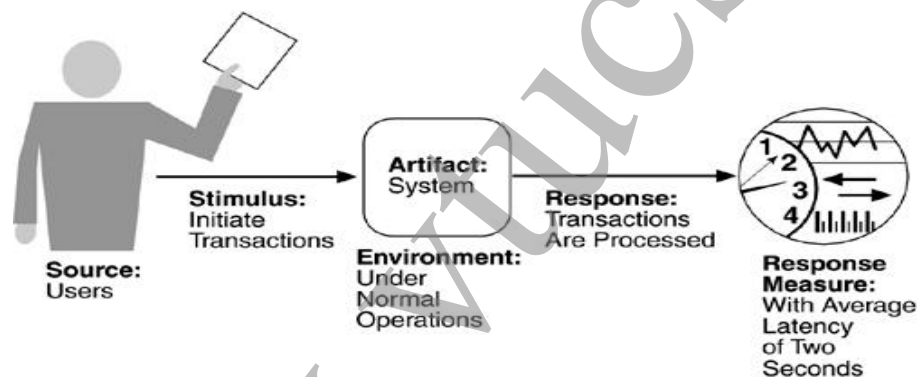 Source:
Users
Stimulus:
Initiate
Transactions
Artifact:
System
Environment:
Under
Normal
Operations
Response:
Transactions
Are Processed
1
2
3
4
Response
Measure:
With Average
Latency
of Two
Seconds
vtucs